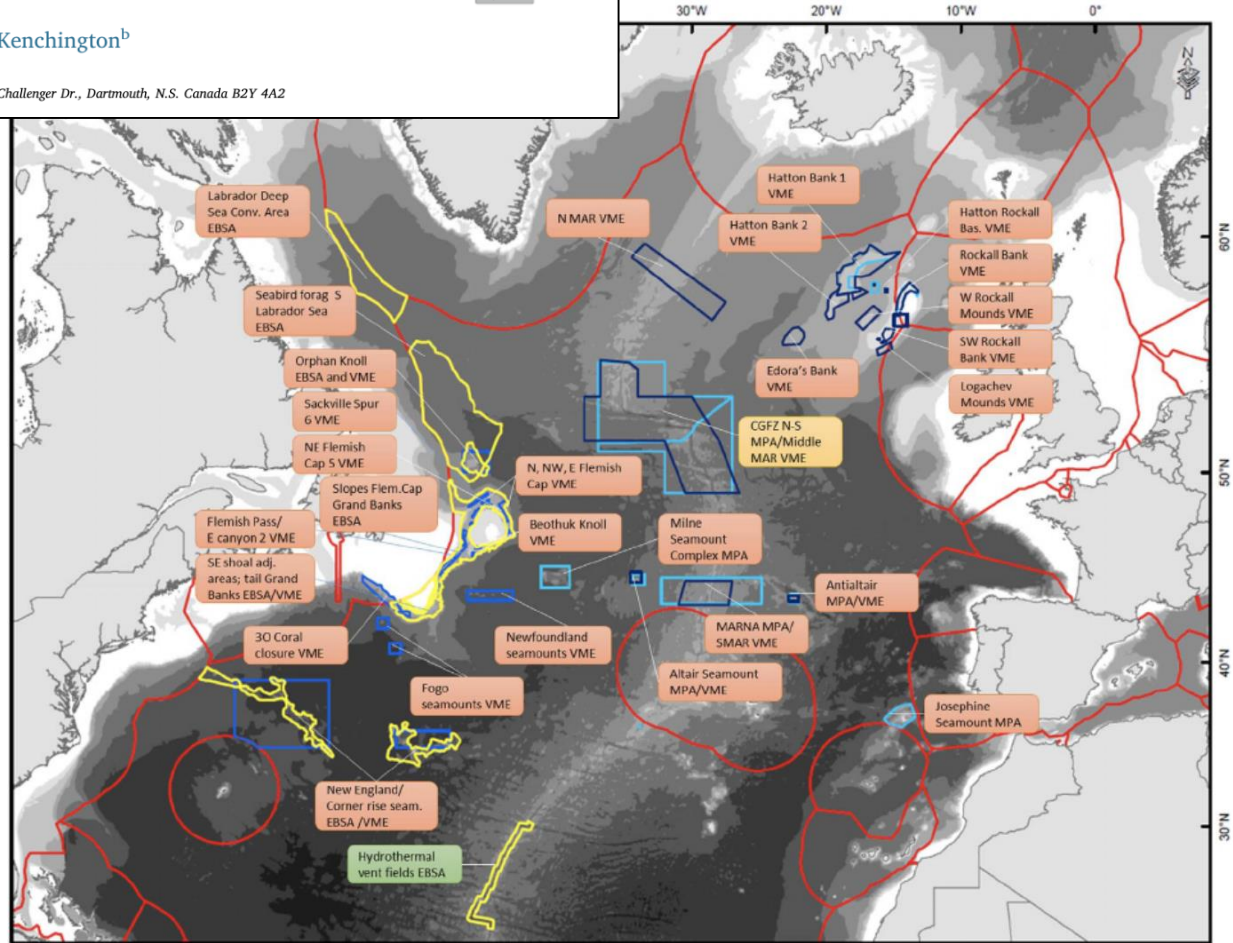 Kenchingtonᵇ
Challenger Dr., Dartmouth, N.S. Canada B2Y 4A2
30°W
20°W
10°W
0°
N
Labrador Deep
Sea Conv. Area
EBSA
N MAR VME
Hatton Bank 1
VME
Hatton Bank 2
VME
Hatton Rockall
Bas. VME
60°N
Rockall Bank
VME
Seabird forag S
Labrador Sea
EBSA
W Rockall
Mounds VME
SW Rockall
Bank VME
Orphan Knoll
EBSA and VME
Edora's Bank
VME
Logachev
Mounds VME
Sackville Spur
6 VME
CGFZ N-S
MPA/Middle
MAR VME
NE Flemish
Cap 5 VME
N, NW, E Flemish
Cap VME
50°N
Slopes Flem.Cap
Grand Banks
EBSA
Flemish Pass/
E canyon 2 VME
Beothuk Knoll
VME
Milne
Seamount
Complex MPA
SE shoal adj.
areas; tail Grand
Banks EBSA/VME
Antialtair
MPA/VME
3O Coral
closure VME
Newfoundland
seamounts VME
MARNA MPA/
SMAR VME
40°N
Fogo
seamounts VME
Altair Seamount
MPA/VME
Josephine
Seamount MPA
New England/
Corner rise seam.
EBSA /VME
30°N
Hydrothermal
vent fields EBSA